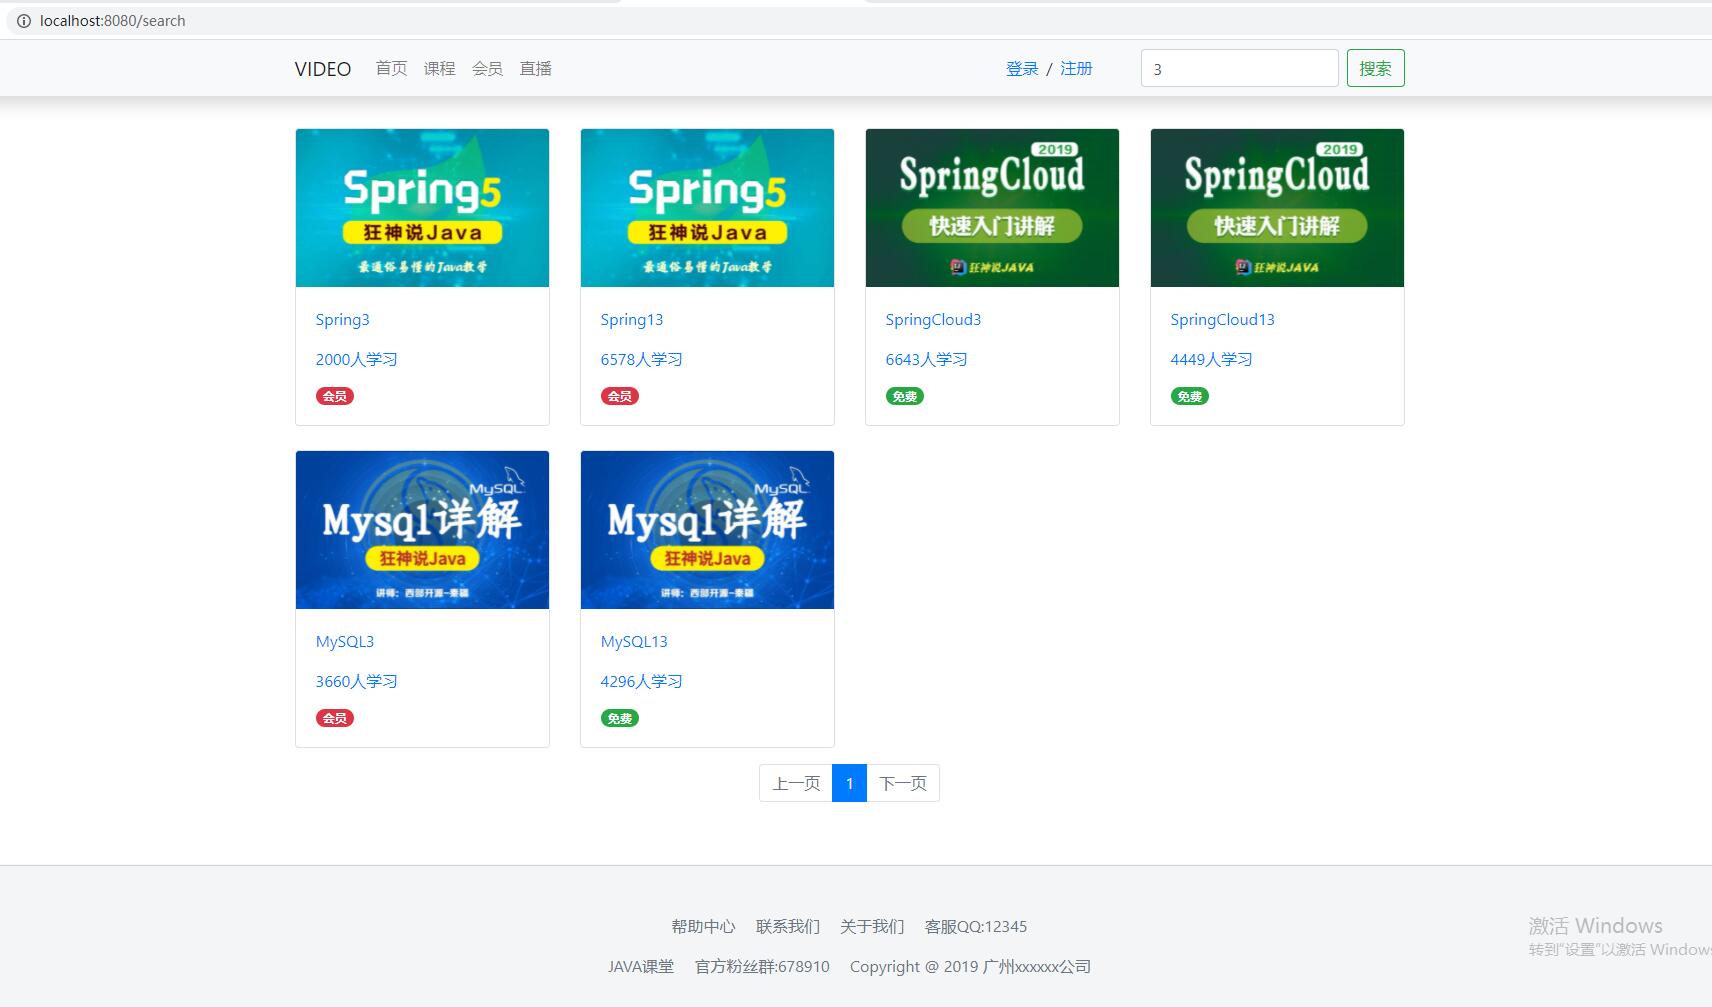 localhost:8080/search
VIDEO 首页 课程 会员 直播 登录 / 注册 3 搜索
Spring5
狂神说Java
最通俗易懂的Java教学
Spring3
2000人学习
会员
Spring5
狂神说Java
最通俗易懂的Java教学
Spring13
6578人学习
会员
2019
SpringCloud
快速入门讲解
狂神说JAVA
SpringCloud3
6643人学习
免费
2019
SpringCloud
快速入门讲解
狂神说JAVA
SpringCloud13
4449人学习
免费
MySQL
Mysql详解
狂神说Java
讲师：西部开源-秦疆
MySQL3
3660人学习
会员
MySQL
Mysql详解
狂神说Java
讲师：西部开源-秦疆
MySQL13
4296人学习
免费
上一页 1 下一页
帮助中心 联系我们 关于我们 客服QQ:12345
JAVA课堂 官方粉丝群:678910 Copyright @ 2019 广州xxxxxx公司
激活 Windows
转到“设置”以激活 Windows